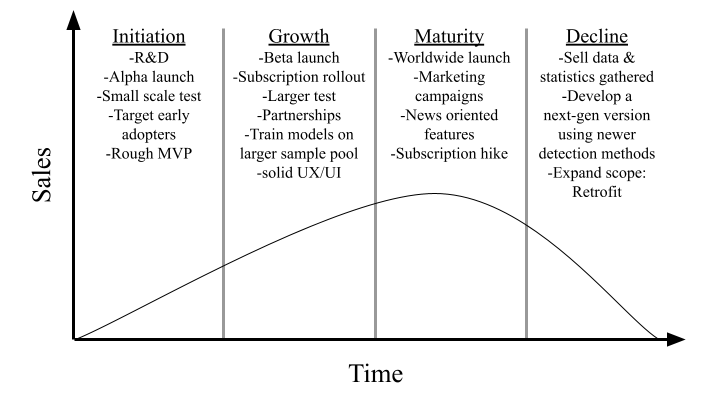 Initiation
-R&D
-Alpha launch
-Small scale test
-Target early
adopters
-Rough MVP
Growth
-Beta launch
-Subscription rollout
-Larger test
-Partnerships
-Train models on
larger sample pool
-solid UX/UI
Maturity
-Worldwide launch
-Marketing
campaigns
-News oriented
features
-Subscription hike
Decline
-Sell data &
statistics gathered
-Develop a
next-gen version
using newer
detection methods
-Expand scope:
Retrofit
Sales
Time